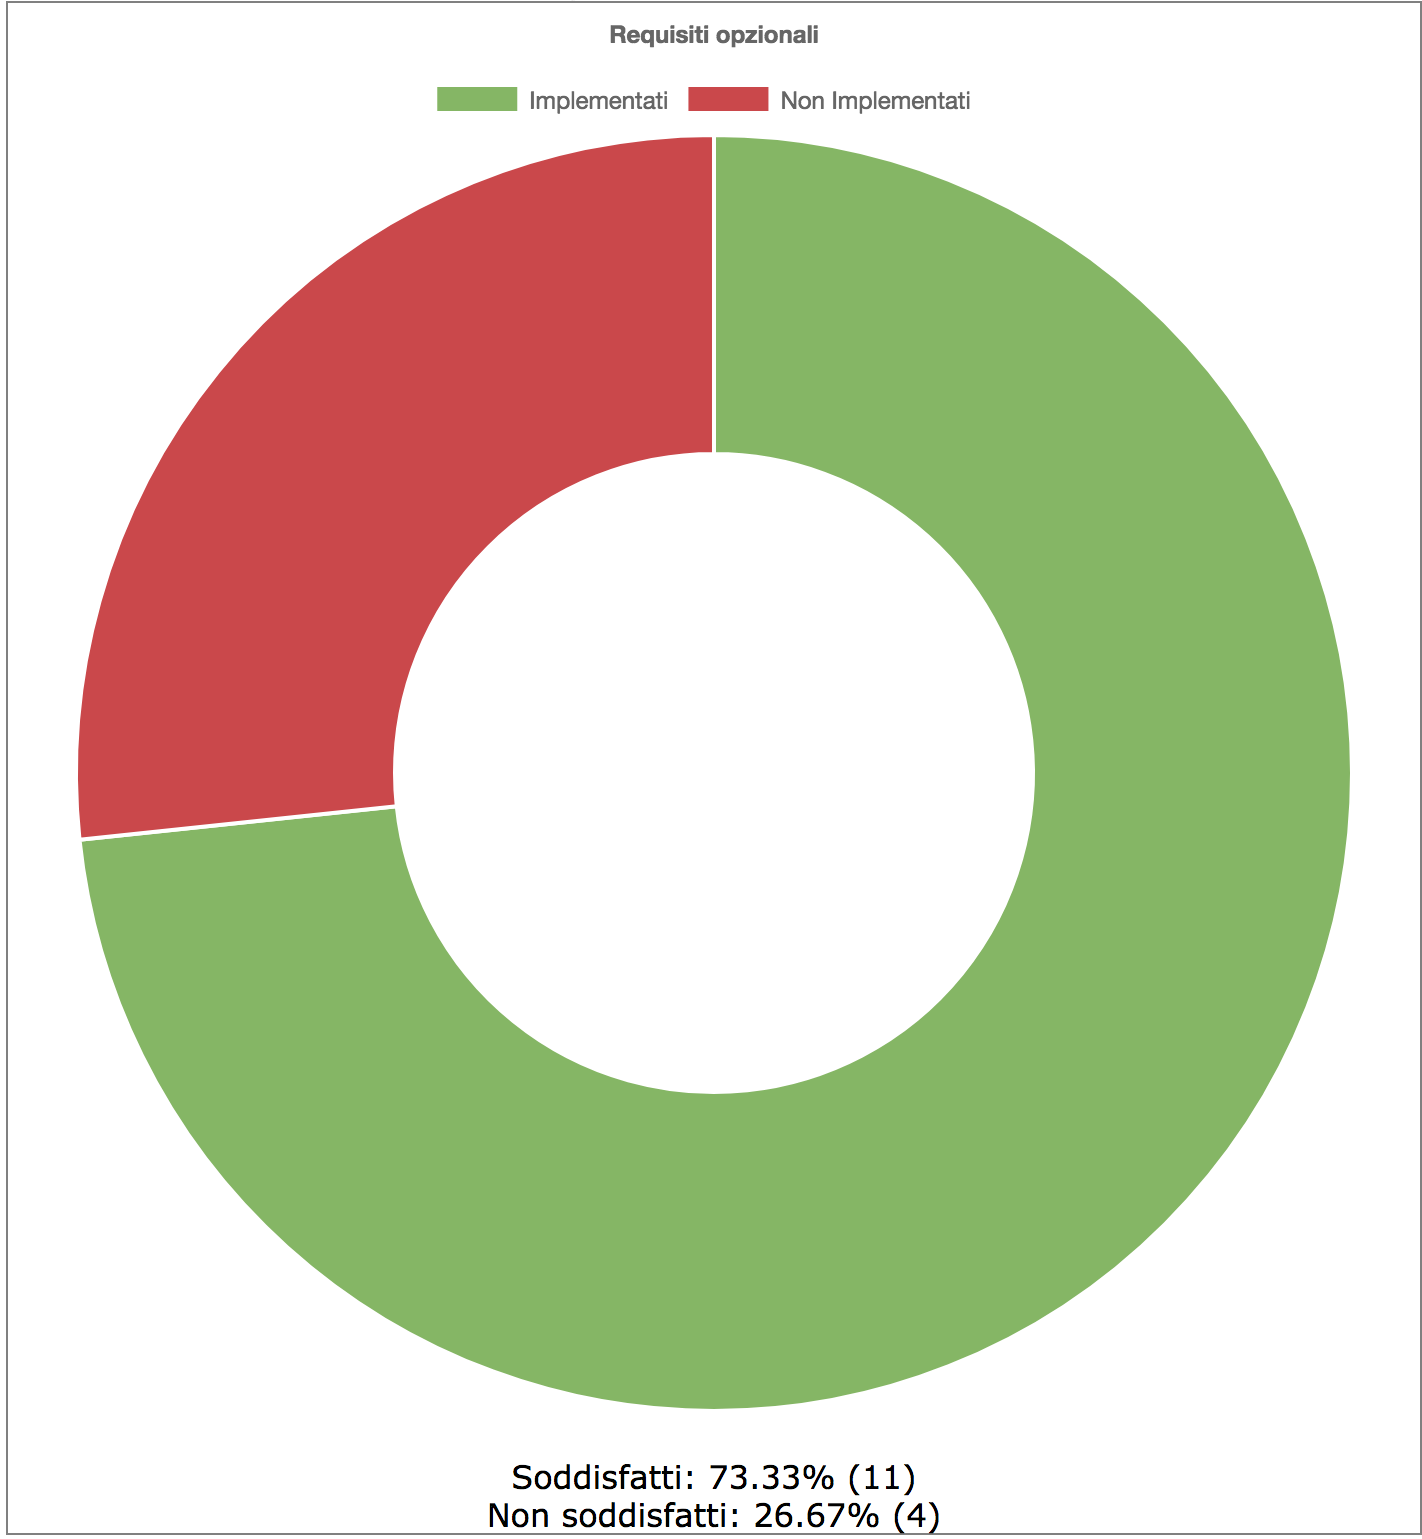 Requisiti opzionali
Implementati Non Implementati
Soddisfatti: 73.33% (11)
Non soddisfatti: 26.67% (4)